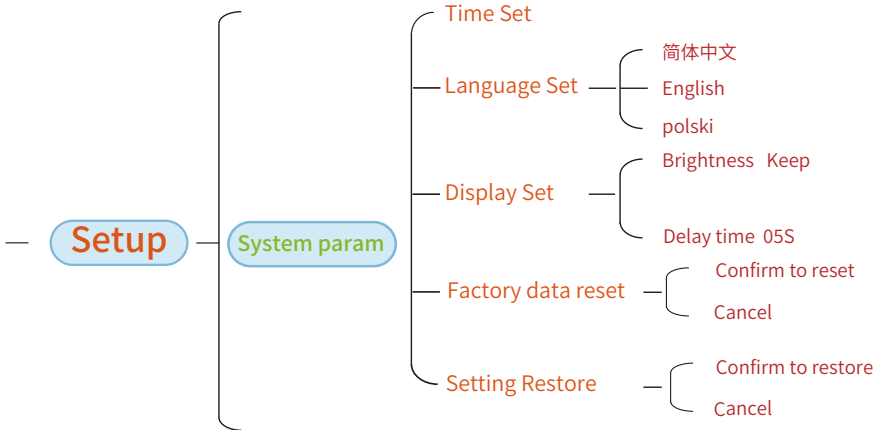 Setup
System param
Time Set
Language Set
简体中文
English
polski
Display Set
Brightness Keep
Delay time 05S
Factory data reset
Confirm to reset
Cancel
Setting Restore
Confirm to restore
Cancel